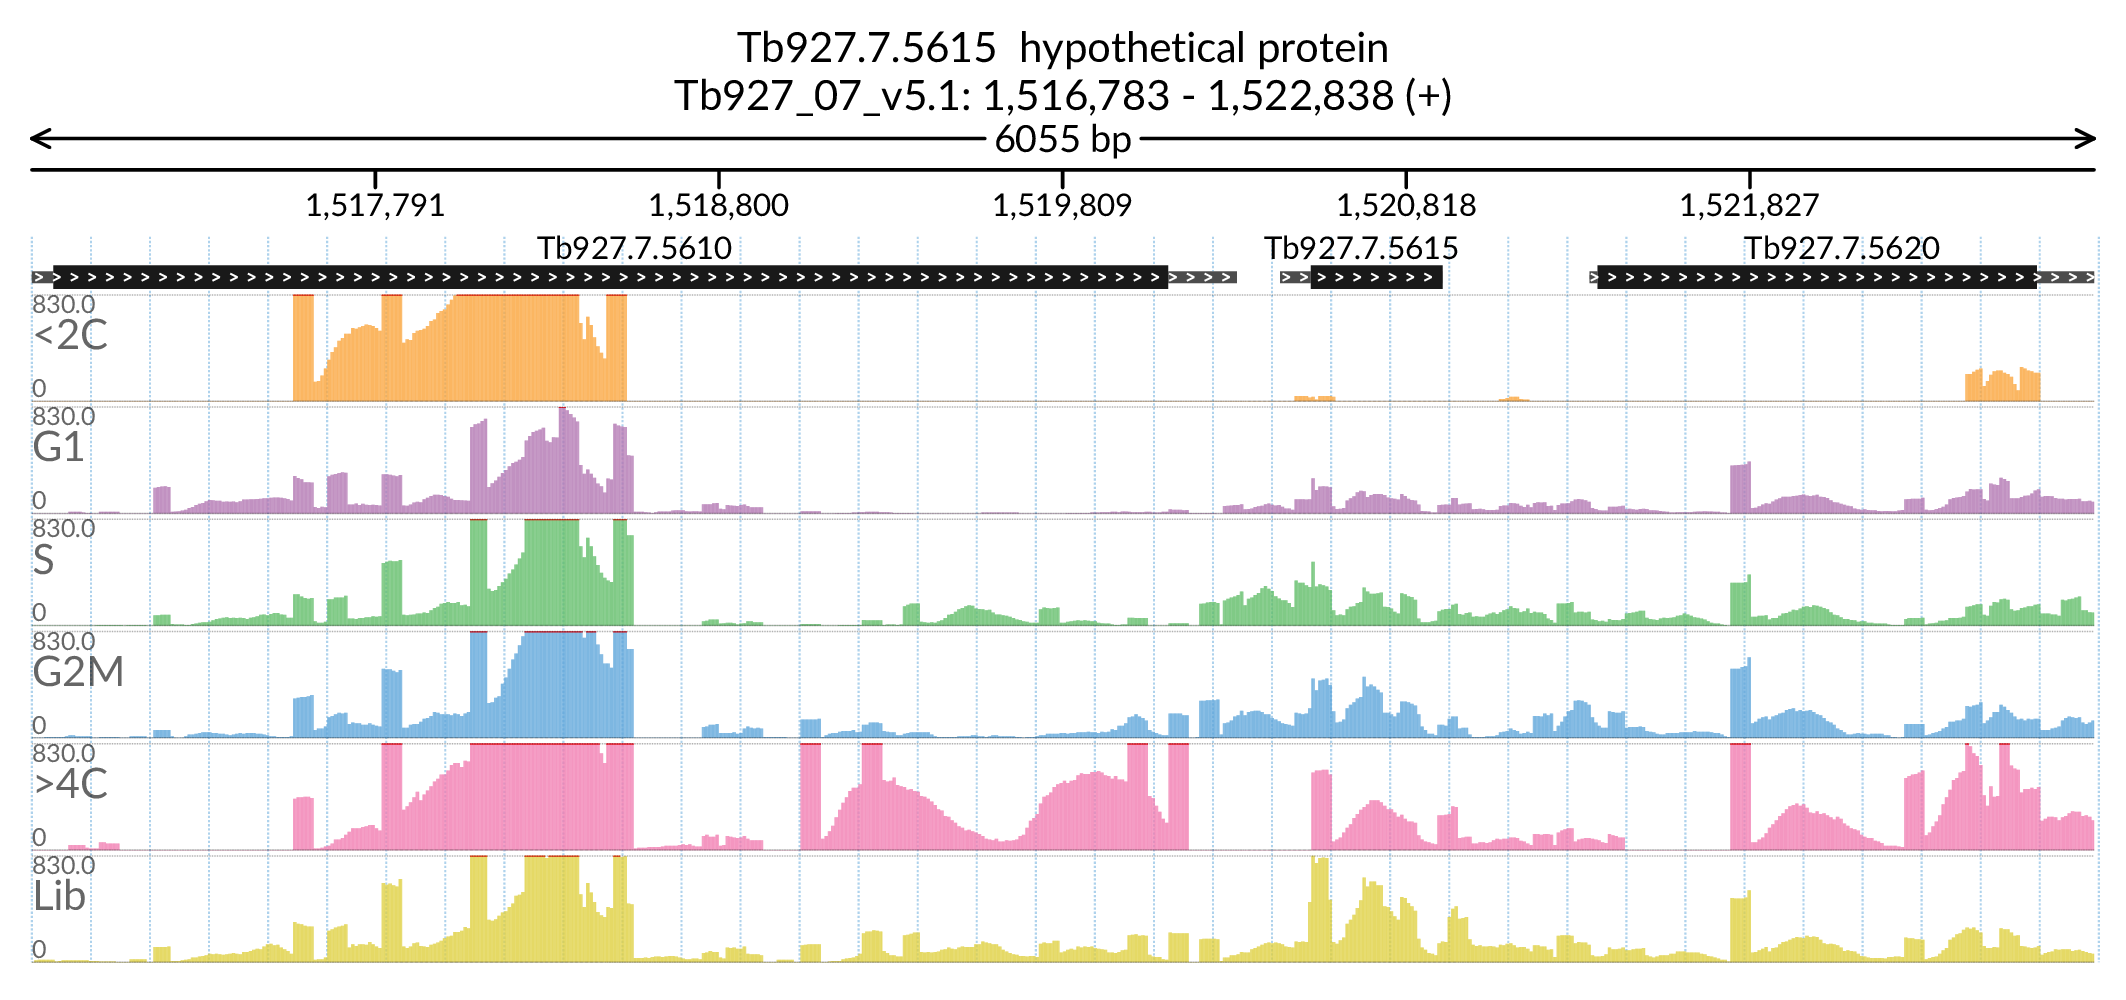 Tb927.7.5615 hypothetical protein
Tb927_07_v5.1: 1,516,783 - 1,522,838 (+)
6055 bp
1,517,791 1,518,800 1,519,809 1,520,818 1,521,827
Tb927.7.5610 Tb927.7.5615 Tb927.7.5620
830.0
<2C
0
830.0
G1
0
830.0
S
0
830.0
G2M
0
830.0
>4C
0
830.0
Lib
0